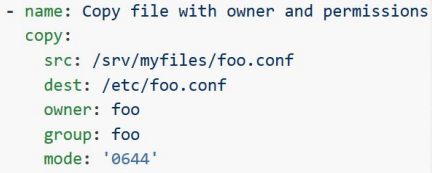 - name: Copy file with owner and permissions
  copy:
    src: /srv/myfiles/foo.conf
    dest: /etc/foo.conf
    owner: foo
    group: foo
    mode: '0644'